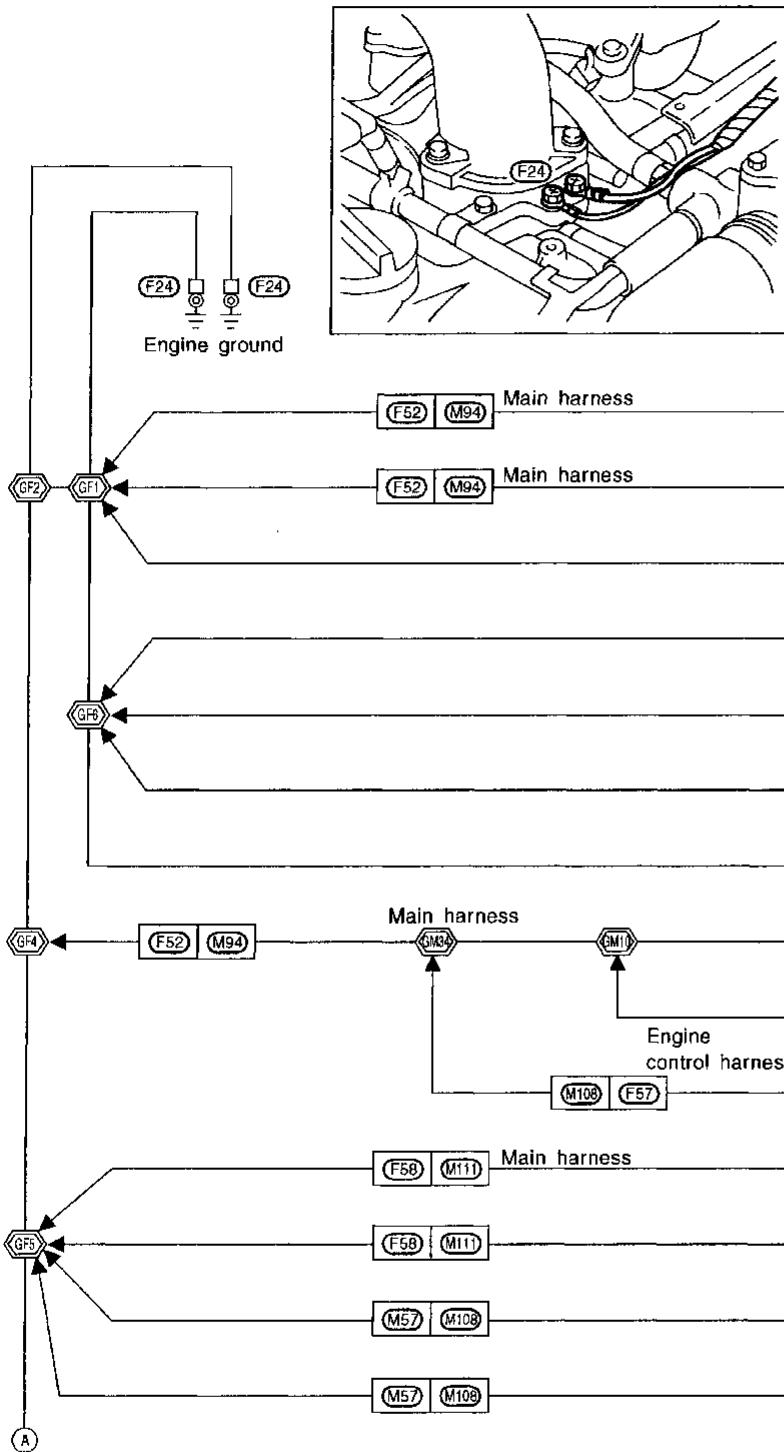 F24
F24 F24
Engine ground
F52 M94 Main harness
GF2 GF1 F52 M94 Main harness
GF6
Main harness
GF4 F52 M94 GM34 GM10
Engine
control harnes
M108 F57
F58 M111 Main harness
GF5 F58 M111
M57 M108
M57 M108
A